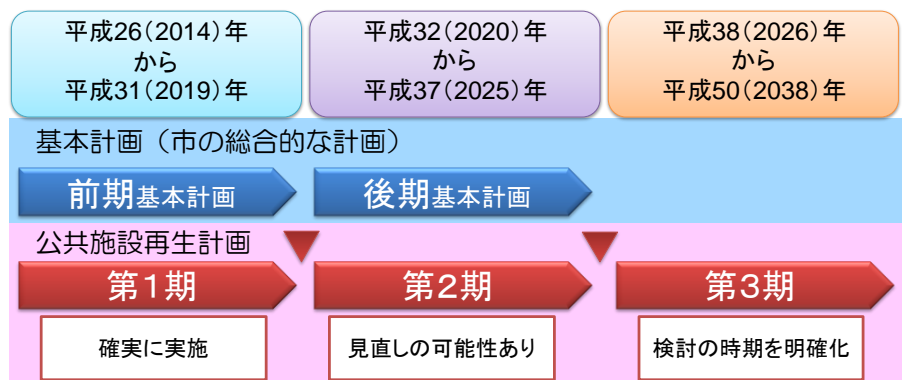 平成26(2014)年
から
平成31(2019)年
平成32(2020)年
から
平成37(2025)年
平成38(2026)年
から
平成50(2038)年
基本計画（市の総合的な計画）
前期基本計画
後期基本計画
公共施設再生計画
第１期
第２期
第３期
確実に実施
見直しの可能性あり
検討の時期を明確化